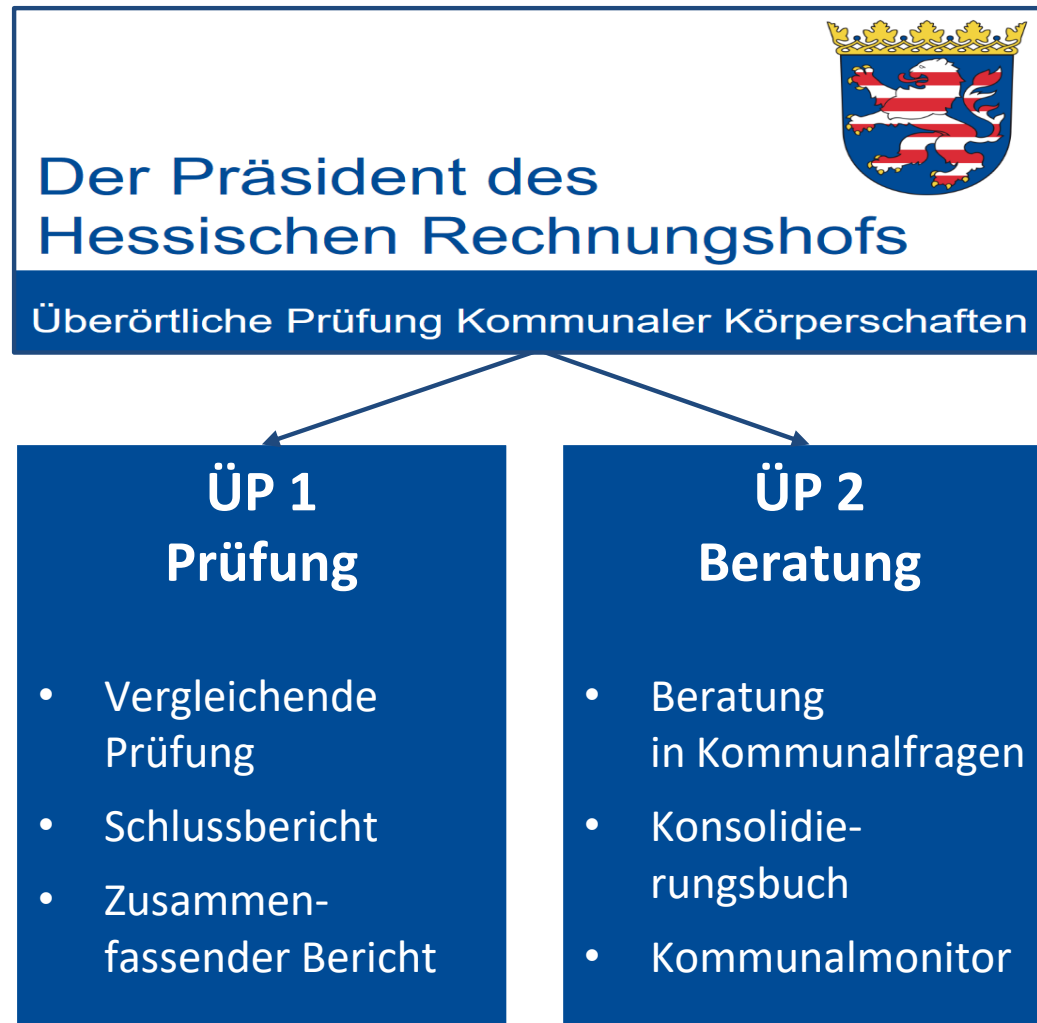 Der Präsident des
Hessischen Rechnungshofs
Überörtliche Prüfung Kommunaler Körperschaften
ÜP 1
Prüfung
• Vergleichende
Prüfung
• Schlussbericht
• Zusammen-
fassender Bericht
ÜP 2
Beratung
• Beratung
in Kommunalfragen
• Konsolidie-
rungsbuch
• Kommunalmonitor